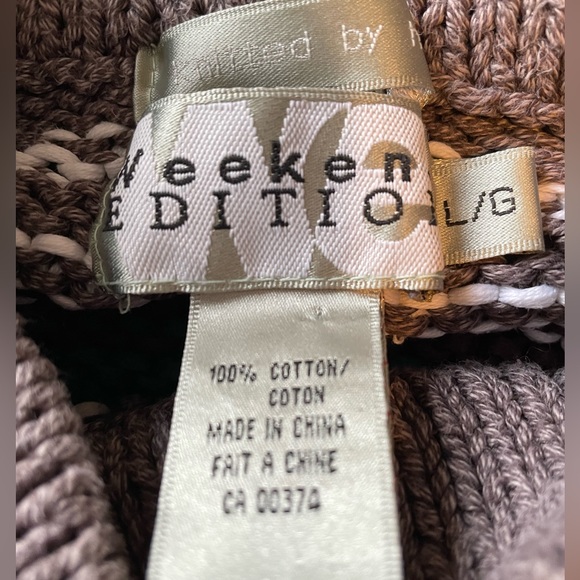 knitted by
Weeken
EDITIO
L/G
100% COTTON/
COTON
MADE IN CHINA
FAIT A CHINE
CA 00374